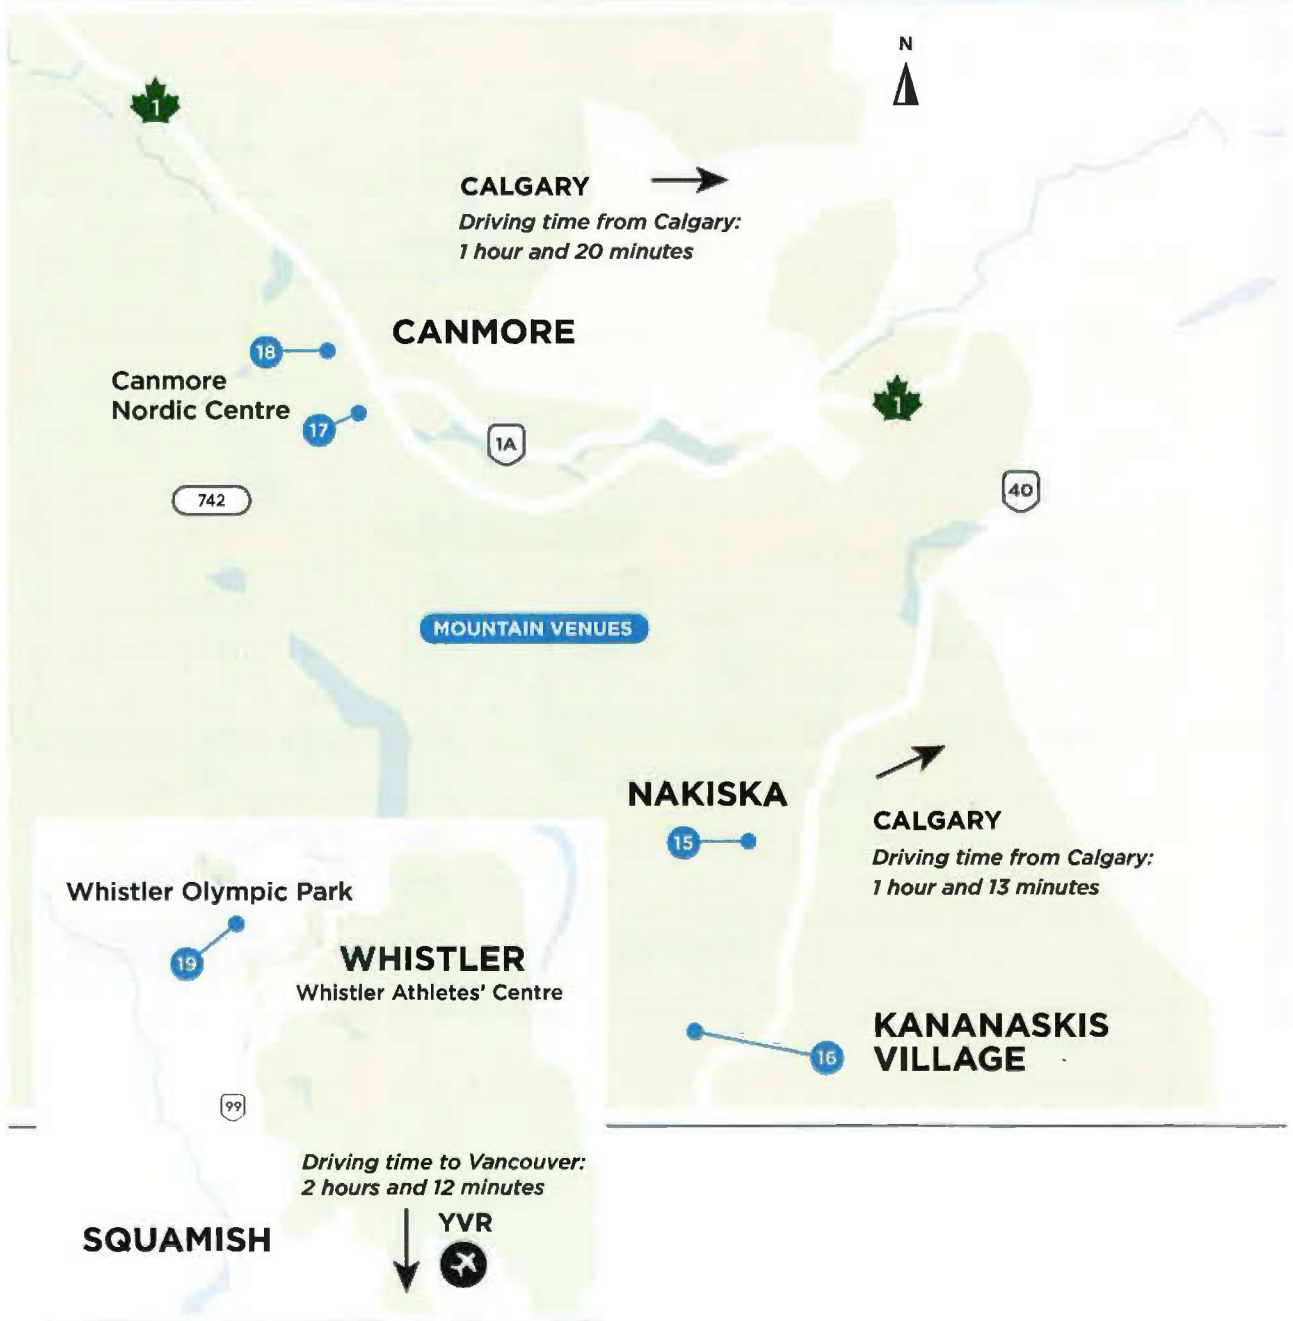 N
1
CALGARY
Driving time from Calgary:
1 hour and 20 minutes
CANMORE
18
Canmore
Nordic Centre
17
1A
1
40
742
MOUNTAIN VENUES
NAKISKA
15
CALGARY
Driving time from Calgary:
1 hour and 13 minutes
KANANASKIS
VILLAGE
16
Whistler Olympic Park
19
WHISTLER
Whistler Athletes' Centre
99
Driving time to Vancouver:
2 hours and 12 minutes
YVR
SQUAMISH